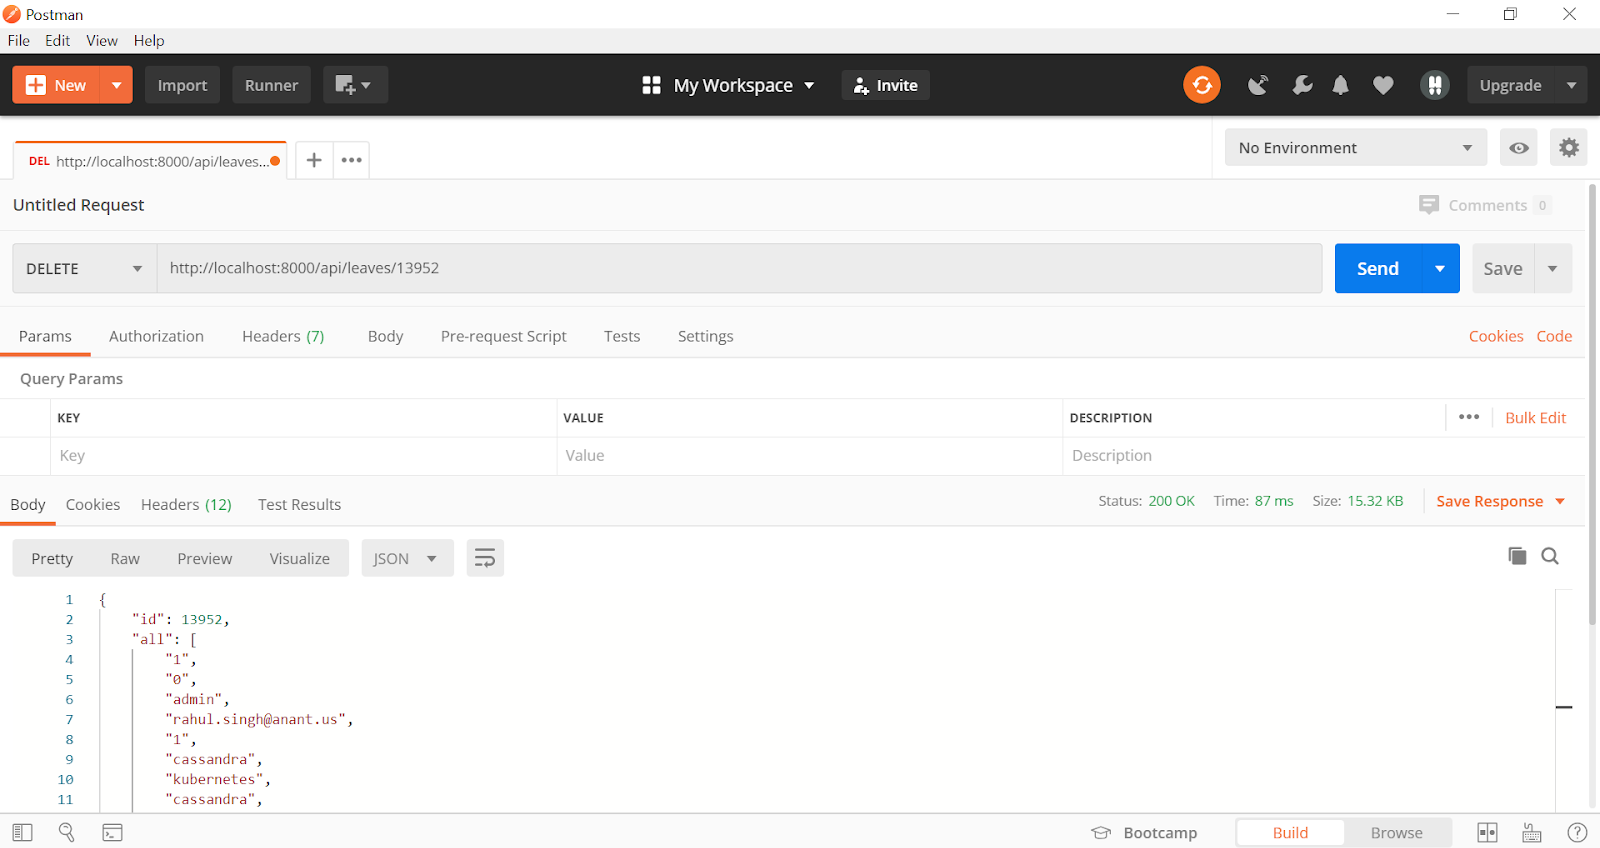 Postman
File Edit View Help
New Import Runner My Workspace Invite Upgrade
DEL http://localhost:8000/api/leaves... No Environment
Untitled Request Comments 0
DELETE http://localhost:8000/api/leaves/13952 Send Save
Params Authorization Headers (7) Body Pre-request Script Tests Settings Cookies Code
Query Params
KEY VALUE DESCRIPTION Bulk Edit
Key Value Description
Body Cookies Headers (12) Test Results Status: 200 OK Time: 87 ms Size: 15.32 KB Save Response
Pretty Raw Preview Visualize JSON
1 {
2 "id": 13952,
3 "all": [
4 "1",
5 "0",
6 "admin",
7 "rahul.singh@anant.us",
8 "1",
9 "cassandra",
10 "kubernetes",
11 "cassandra",
Bootcamp Build Browse